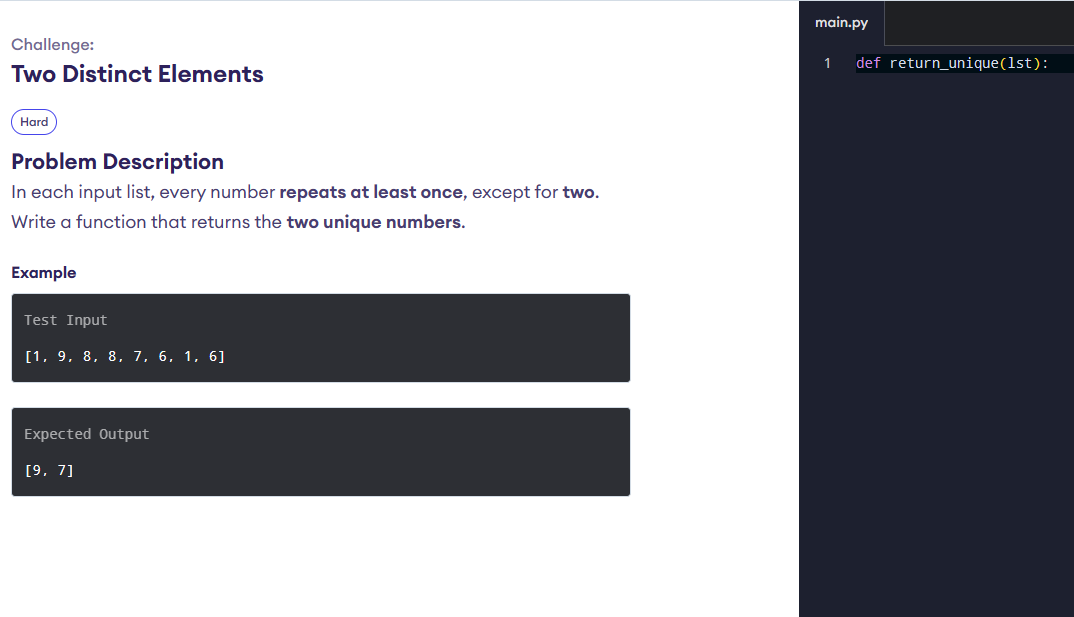 Challenge:
Two Distinct Elements
Hard
Problem Description
In each input list, every number repeats at least once, except for two.
Write a function that returns the two unique numbers.
Example
Test Input
[1, 9, 8, 8, 7, 6, 1, 6]
Expected Output
[9, 7]
main.py
1 def return_unique(lst):